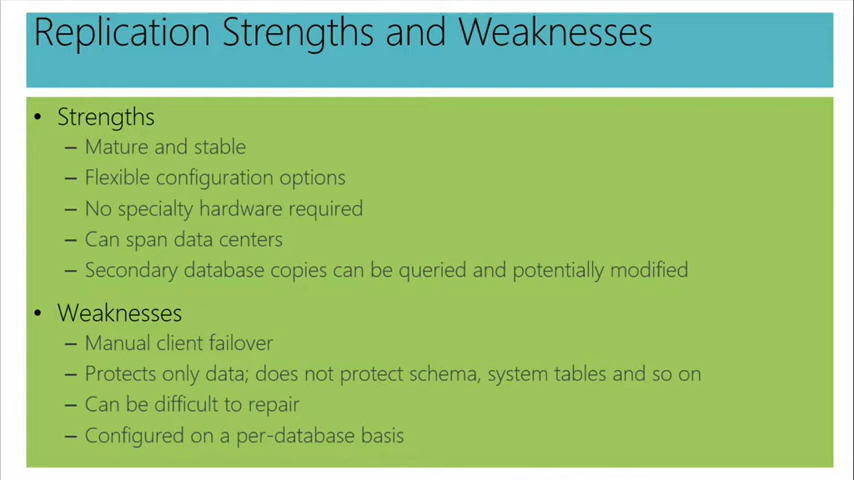 Replication Strengths and Weaknesses
• Strengths
– Mature and stable
– Flexible configuration options
– No specialty hardware required
– Can span data centers
– Secondary database copies can be queried and potentially modified
• Weaknesses
– Manual client failover
– Protects only data; does not protect schema, system tables and so on
– Can be difficult to repair
– Configured on a per-database basis